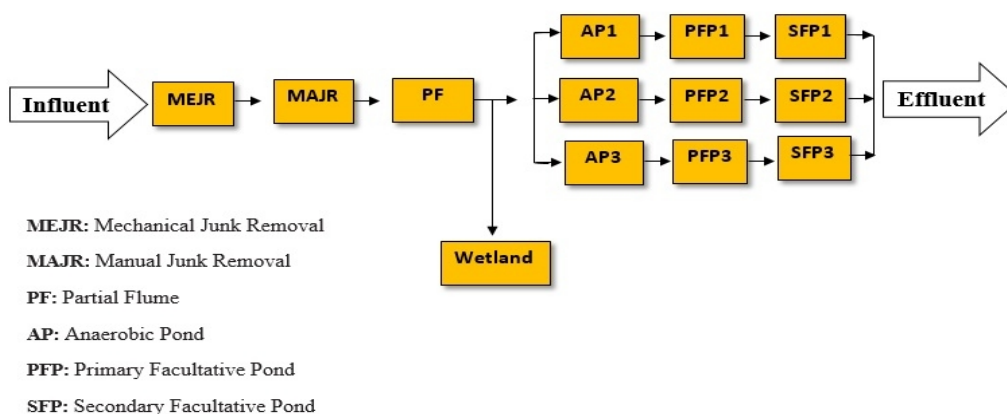 AP1 PFP1 SFP1
Influent MEJR MAJR PF AP2 PFP2 SFP2 Effluent
AP3 PFP3 SFP3
Wetland
MEJR: Mechanical Junk Removal
MAJR: Manual Junk Removal
PF: Partial Flume
AP: Anaerobic Pond
PFP: Primary Facultative Pond
SFP: Secondary Facultative Pond